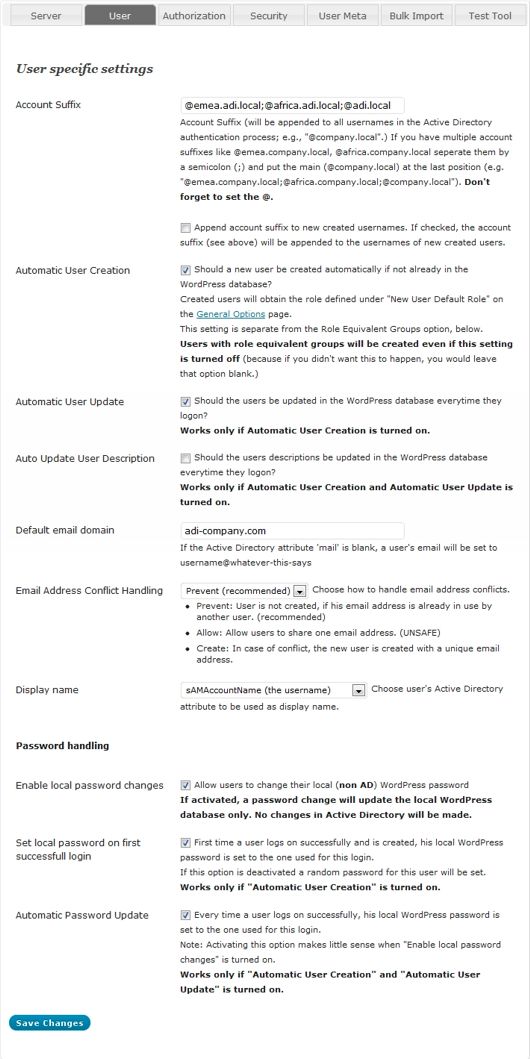 Server User Authorization Security User Meta Bulk Import Test Tool
User specific settings
Account Suffix
@emea.adi.local;@africa.adi.local;@adi.local
Account Suffix (will be appended to all usernames in the Active Directory
authentication process; e.g., "@company.local".) If you have multiple account
suffixes like @emea.company.local, @africa.company.local seperate them by
a semicolon (;) and put the main (@company.local) at the last position (e.g.
"@emea.company.local;@africa.company.local;@company.local"). Don't
forget to set the @.
Append account suffix to new created usernames. If checked, the account
suffix (see above) will be appended to the usernames of new created users.
Automatic User Creation
Should a new user be created automatically if not already in the
WordPress database?
Created users will obtain the role defined under "New User Default Role" on
the General Options page.
This setting is separate from the Role Equivalent Groups option, below.
Users with role equivalent groups will be created even if this setting
is turned off (because if you didn't want this to happen, you would leave
that option blank.)
Automatic User Update
Should the users be updated in the WordPress database everytime they
logon?
Works only if Automatic User Creation is turned on.
Auto Update User Description
Should the users descriptions be updated in the WordPress database
everytime they logon?
Works only if Automatic User Creation and Automatic User Update is
turned on.
Default email domain
adi-company.com
If the Active Directory attribute 'mail' is blank, a user's email will be set to
username@whatever-this-says
Email Address Conflict Handling
Prevent (recommended) Choose how to handle email address conflicts.
• Prevent: User is not created, if his email address is already in use by
another user. (recommended)
• Allow: Allow users to share one email address. (UNSAFE)
• Create: In case of conflict, the new user is created with a unique email
address.
Display name
sAMAccountName (the username) Choose user's Active Directory
attribute to be used as display name.
Password handling
Enable local password changes
Allow users to change their local (non AD) WordPress password
If activated, a password change will update the local WordPress
database only. No changes in Active Directory will be made.
Set local password on first
successfull login
First time a user logs on successfully and is created, his local WordPress
password is set to the one used for this login.
If this option is deactivated a random password for this user will be set.
Works only if "Automatic User Creation" is turned on.
Automatic Password Update
Every time a user logs on successfully, his local WordPress password is
set to the one used for this login.
Note: Activating this option makes little sense when "Enable local password
changes" is turned on.
Works only if "Automatic User Creation" and "Automatic User
Update" is turned on.
Save Changes